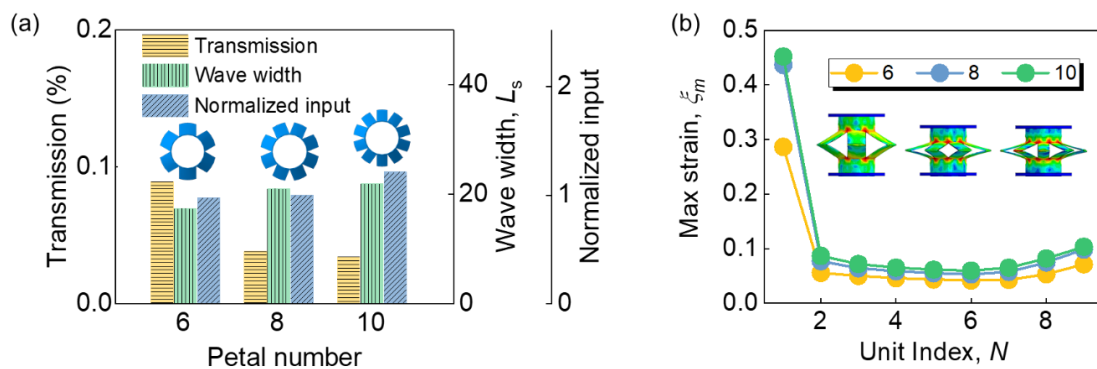 (a)
0.2
0.1
0.0
Transmission (%)
Transmission
Wave width
Normalized input
6
8
10
Petal number
40
20
0
Wave width, Ls
2
1
0
Normalized input
(b)
0.5
0.4
0.3
0.2
0.1
0.0
Max strain, ξm
6 8 10
2 4 6 8
Unit Index, N